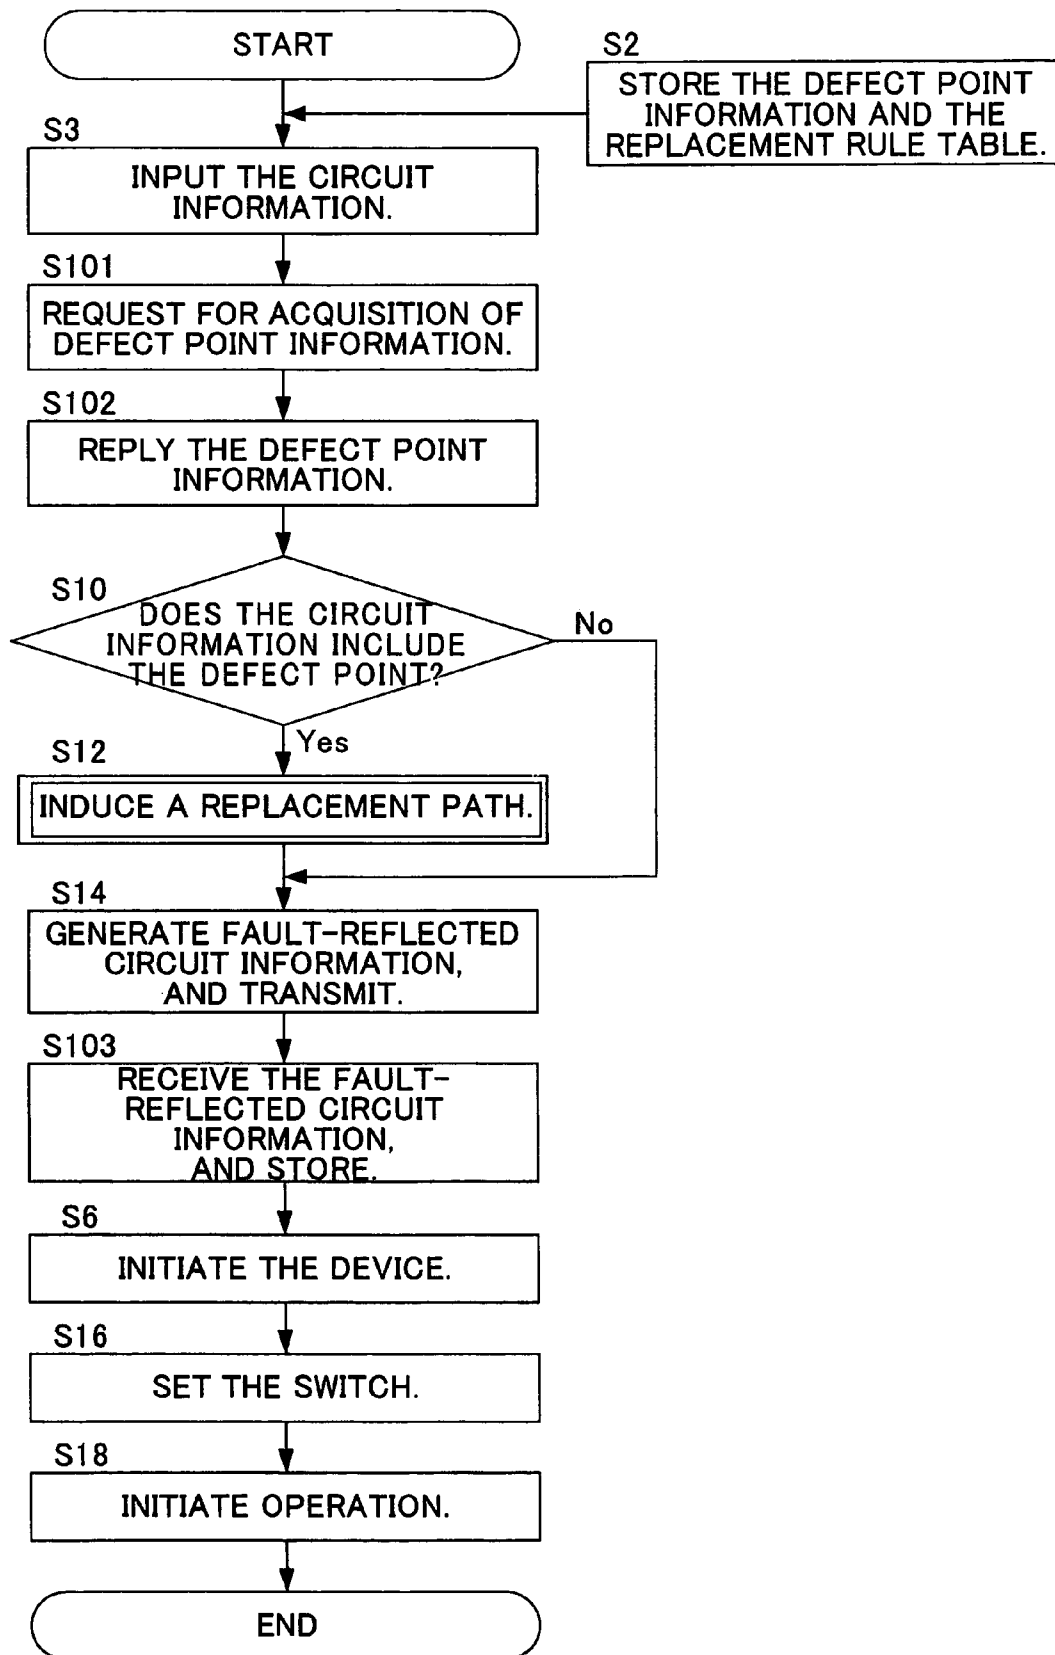 START
S2
STORE THE DEFECT POINT
INFORMATION AND THE
REPLACEMENT RULE TABLE.
S3
INPUT THE CIRCUIT
INFORMATION.
S101
REQUEST FOR ACQUISITION OF
DEFECT POINT INFORMATION.
S102
REPLY THE DEFECT POINT
INFORMATION.
S10
DOES THE CIRCUIT
INFORMATION INCLUDE
THE DEFECT POINT?
No
Yes
S12
INDUCE A REPLACEMENT PATH.
S14
GENERATE FAULT-REFLECTED
CIRCUIT INFORMATION,
AND TRANSMIT.
S103
RECEIVE THE FAULT-
REFLECTED CIRCUIT
INFORMATION,
AND STORE.
S6
INITIATE THE DEVICE.
S16
SET THE SWITCH.
S18
INITIATE OPERATION.
END